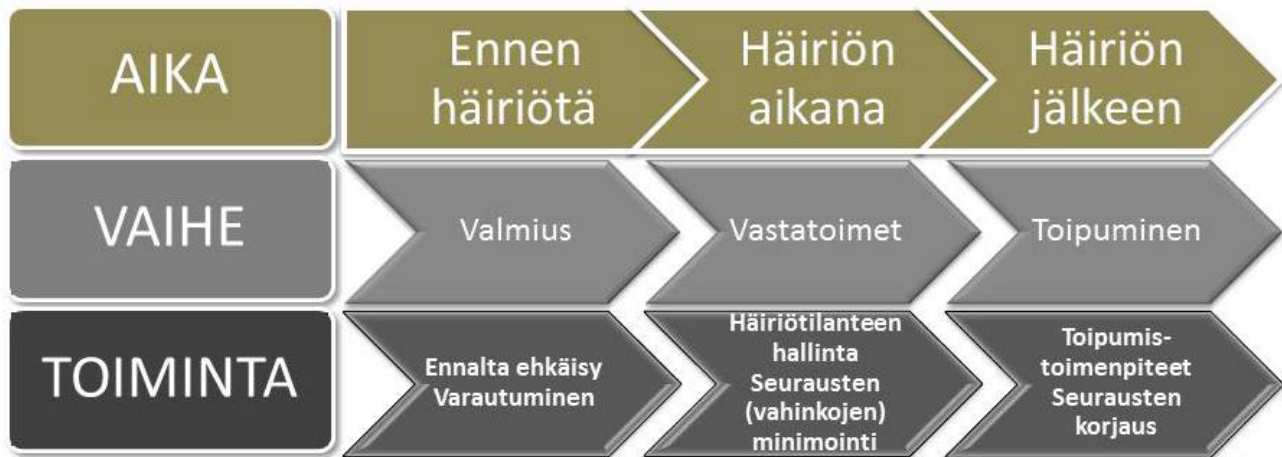 AIKA
Ennen
häiriötä
Häiriön
aikana
Häiriön
jälkeen
VAIHE
Valmius
Vastatoimet
Toipuminen
TOIMINTA
Ennalta ehkäisy
Varautuminen
Häiriötilanteen
hallinta
Seurausten
(vahinkojen)
minimointi
Toipumis-
toimenpiteet
Seurausten
korjaus